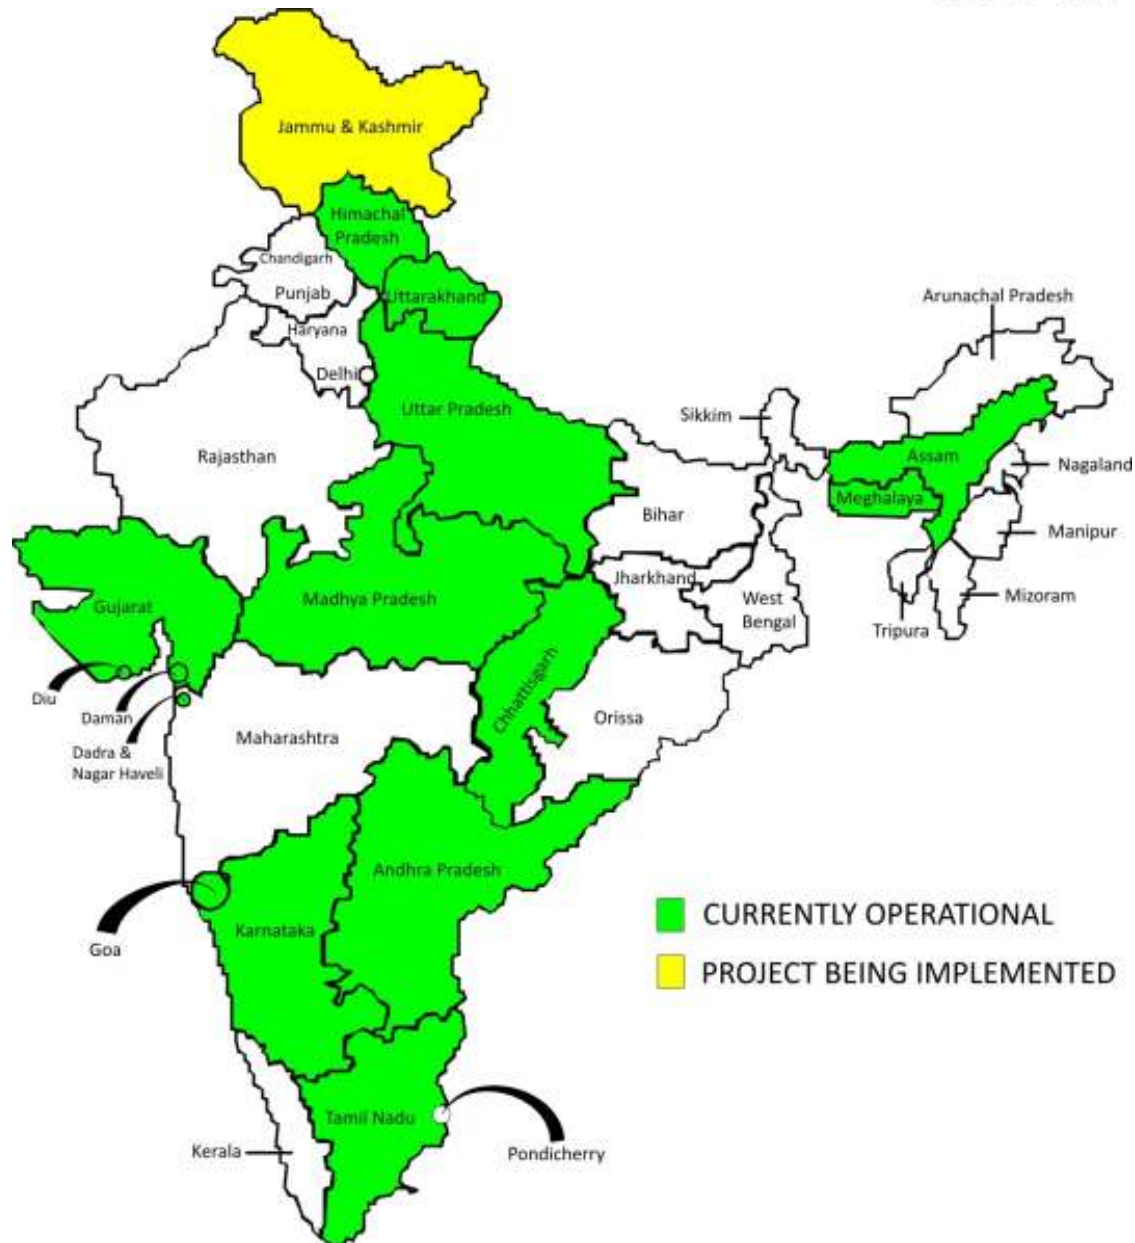 Jammu & Kashmir
Himachal
Pradesh
Chandigarh
Punjab
Uttarakhand
Haryana
Delhi
Arunachal Pradesh
Uttar Pradesh
Sikkim
Rajasthan
Assam
Nagaland
Meghalaya
Bihar
Manipur
Jharkhand
Gujarat
Madhya Pradesh
West
Bengal
Mizoram
Tripura
Diu
Daman
Chhattisgarh
Orissa
Maharashtra
Dadra &
Nagar Haveli
Andhra Pradesh
CURRENTLY OPERATIONAL
Karnataka
Goa
PROJECT BEING IMPLEMENTED
Tamil Nadu
Kerala
Pondicherry